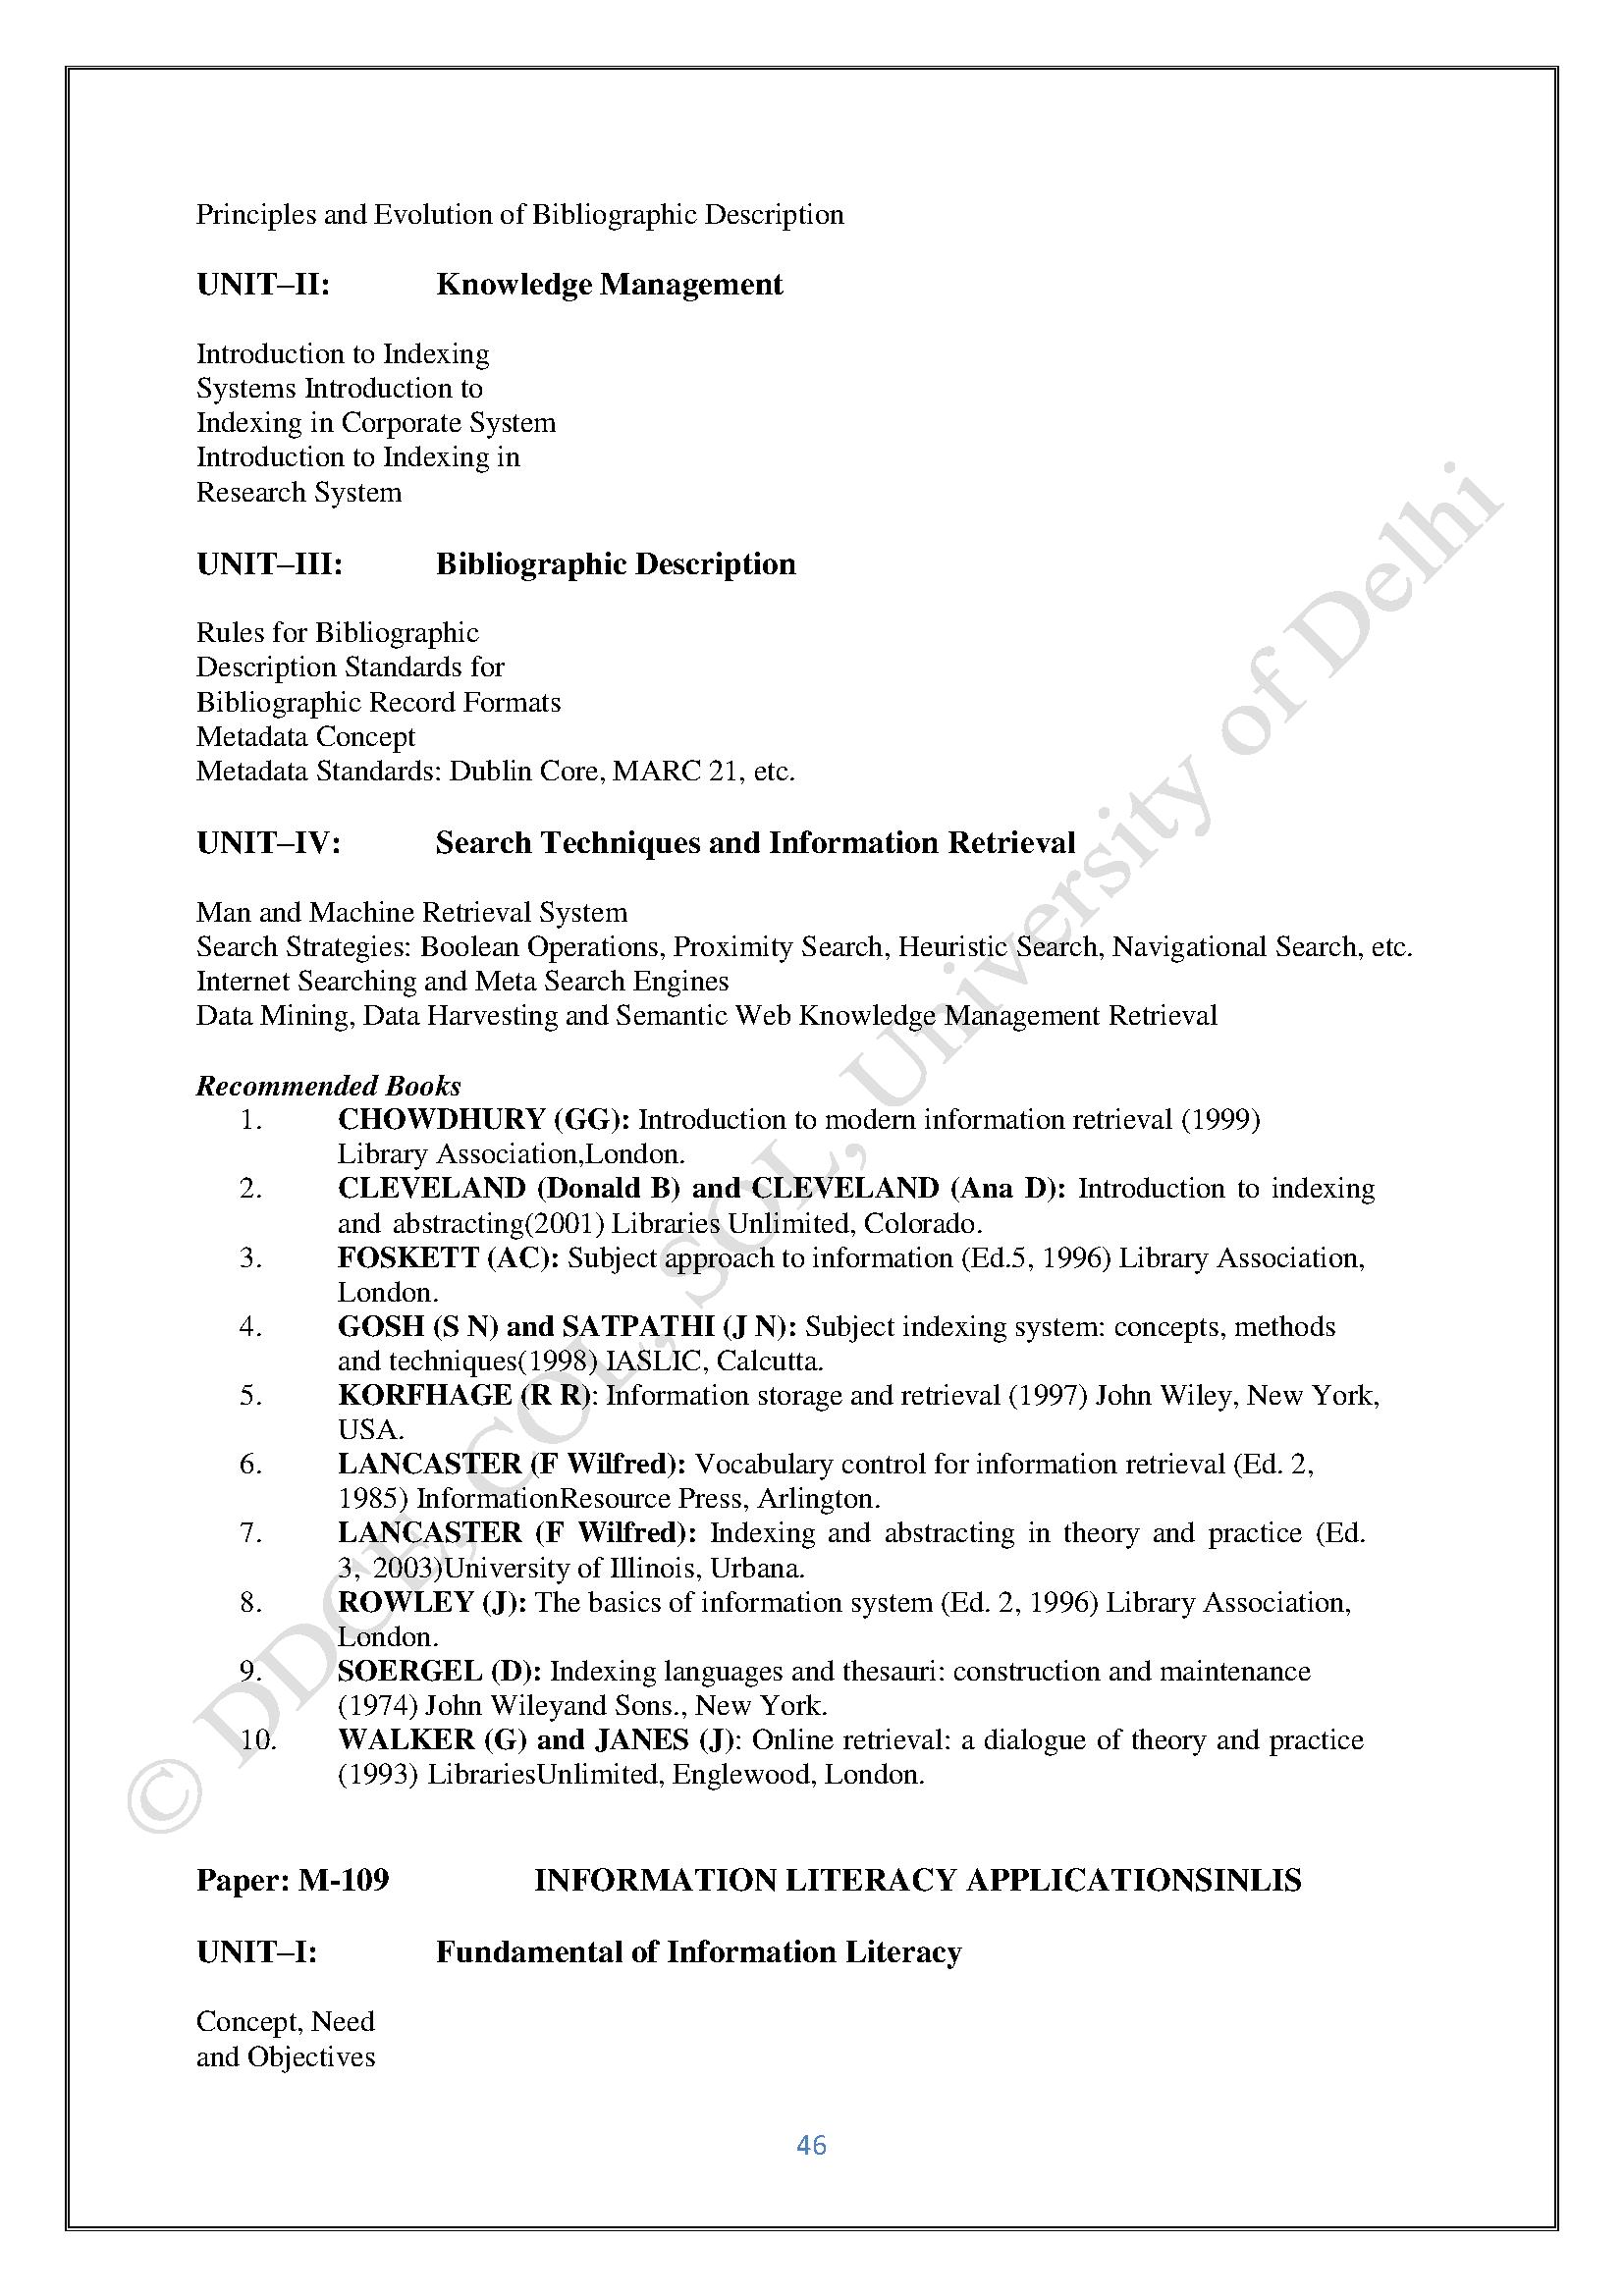 Principles and Evolution of Bibliographic Description
UNIT–II: Knowledge Management
Introduction to Indexing
Systems Introduction to
Indexing in Corporate System
Introduction to Indexing in
Research System
UNIT–III: Bibliographic Description
Rules for Bibliographic
Description Standards for
Bibliographic Record Formats
Metadata Concept
Metadata Standards: Dublin Core, MARC 21, etc.
UNIT–IV: Search Techniques and Information Retrieval
Man and Machine Retrieval System
Search Strategies: Boolean Operations, Proximity Search, Heuristic Search, Navigational Search, etc.
Internet Searching and Meta Search Engines
Data Mining, Data Harvesting and Semantic Web Knowledge Management Retrieval
Recommended Books
1. CHOWDHURY (GG): Introduction to modern information retrieval (1999)
Library Association,London.
2. CLEVELAND (Donald B) and CLEVELAND (Ana D): Introduction to indexing
and abstracting(2001) Libraries Unlimited, Colorado.
3. FOSKETT (AC): Subject approach to information (Ed.5, 1996) Library Association,
London.
4. GOSH (S N) and SATPATHI (J N): Subject indexing system: concepts, methods
and techniques(1998) IASLIC, Calcutta.
5. KORFHAGE (R R): Information storage and retrieval (1997) John Wiley, New York,
USA.
6. LANCASTER (F Wilfred): Vocabulary control for information retrieval (Ed. 2,
1985) InformationResource Press, Arlington.
7. LANCASTER (F Wilfred): Indexing and abstracting in theory and practice (Ed.
3, 2003)University of Illinois, Urbana.
8. ROWLEY (J): The basics of information system (Ed. 2, 1996) Library Association,
London.
9. SOERGEL (D): Indexing languages and thesauri: construction and maintenance
(1974) John Wileyand Sons., New York.
10. WALKER (G) and JANES (J): Online retrieval: a dialogue of theory and practice
(1993) LibrariesUnlimited, Englewood, London.
Paper: M-109 INFORMATION LITERACY APPLICATIONSINLIS
UNIT–I: Fundamental of Information Literacy
Concept, Need
and Objectives
46
© DDCE, COL, SOL, University of Delhi